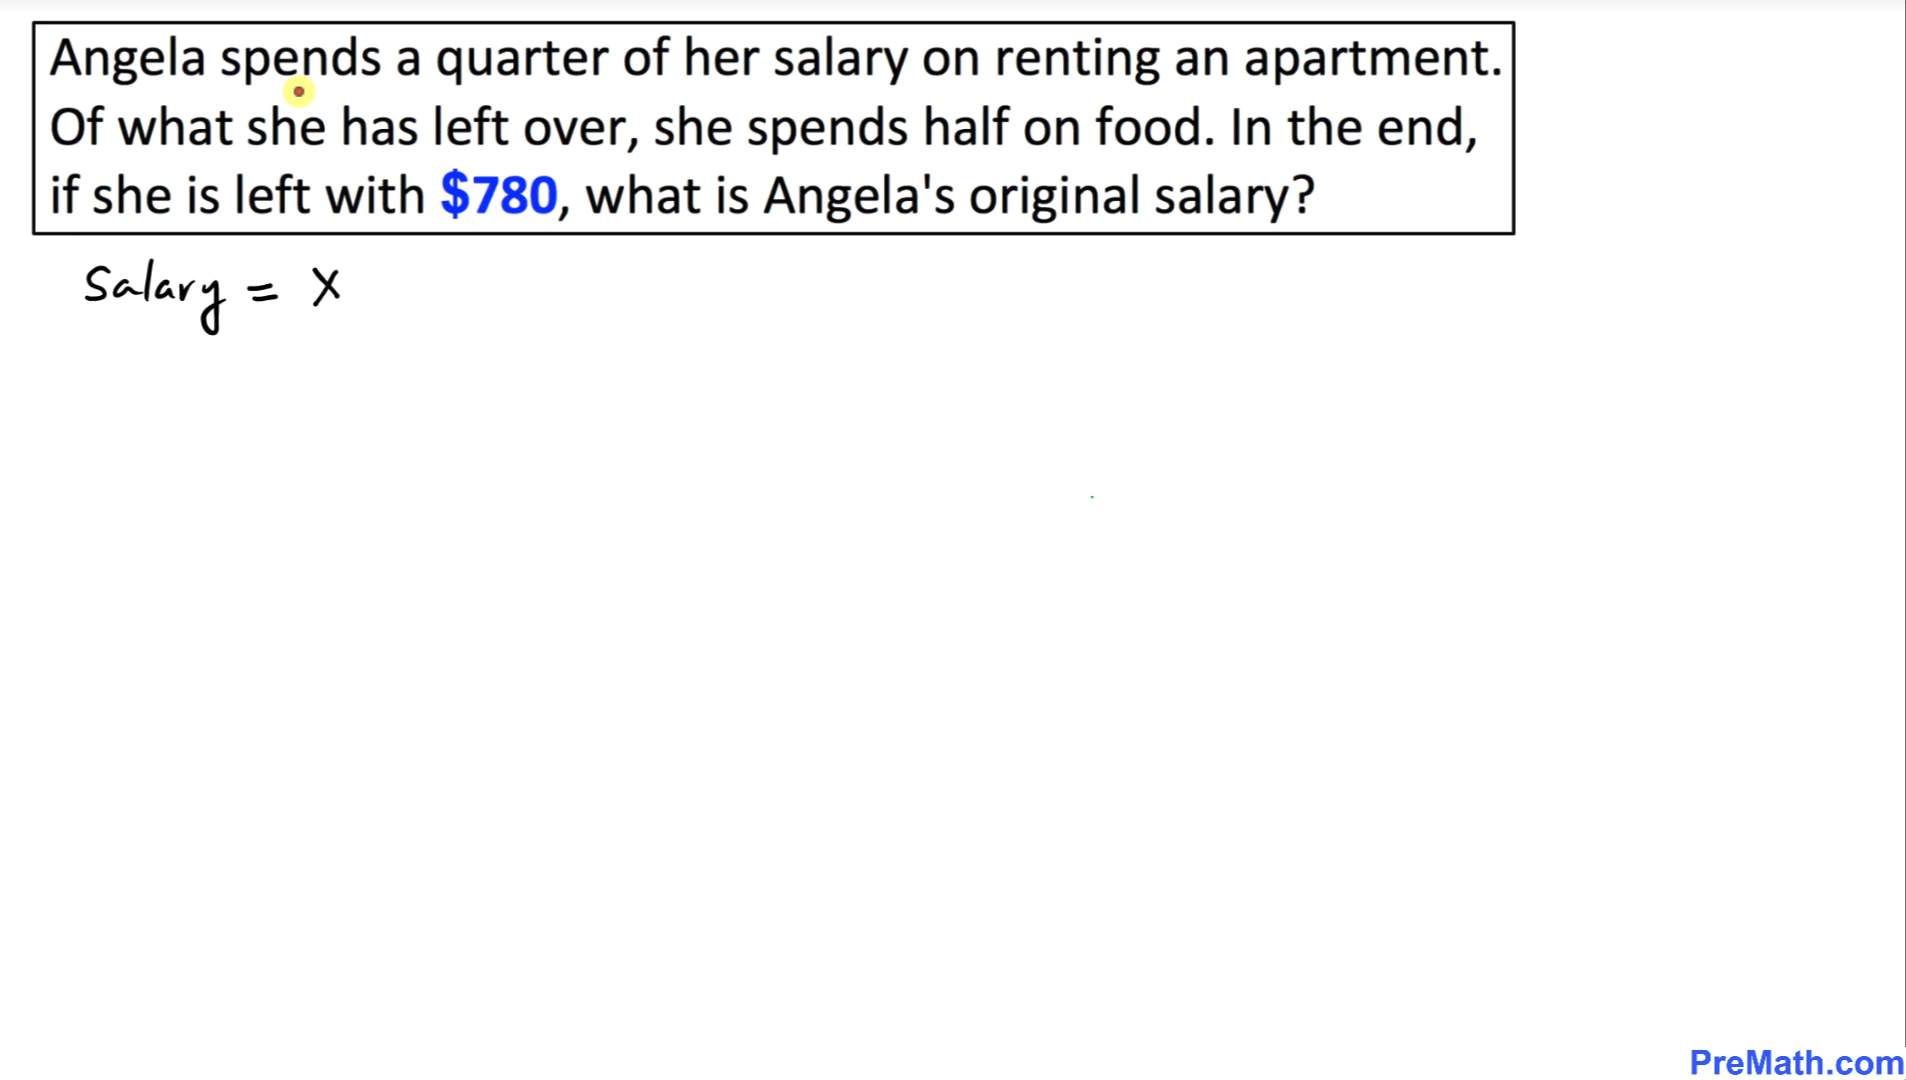 Angela spends a quarter of her salary on renting an apartment.
Of what she has left over, she spends half on food. In the end,
if she is left with $780, what is Angela's original salary?
Salary = x
PreMath.com